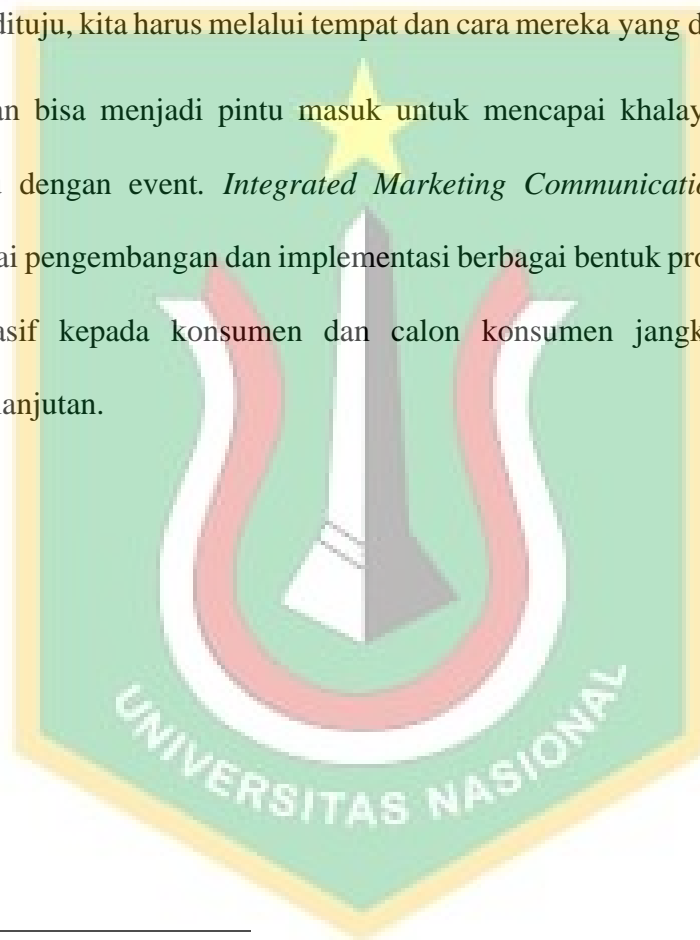 dituju, kita harus melalui tempat dan cara mereka yang d
an bisa menjadi pintu masuk untuk mencapai khalay
dengan event. Integrated Marketing Communicatio
ai pengembangan dan implementasi berbagai bentuk pro
asif kepada konsumen dan calon konsumen jangk
lanjutan.
UNIVERSITAS NASIONAL